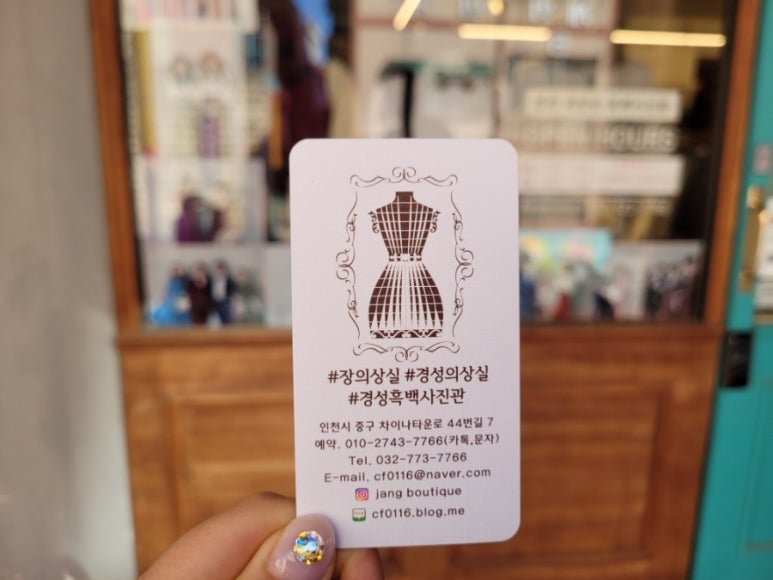 #장의상실 #경성의상실
#경성흑백사진관
인천시 중구 차이나타운로 44번길 7
예약. 010-2743-7766(카톡,문자)
Tel. 032-773-7766
E-mail. cf0116@naver.com
jang boutique
cf0116.blog.me
OPEN HOURS